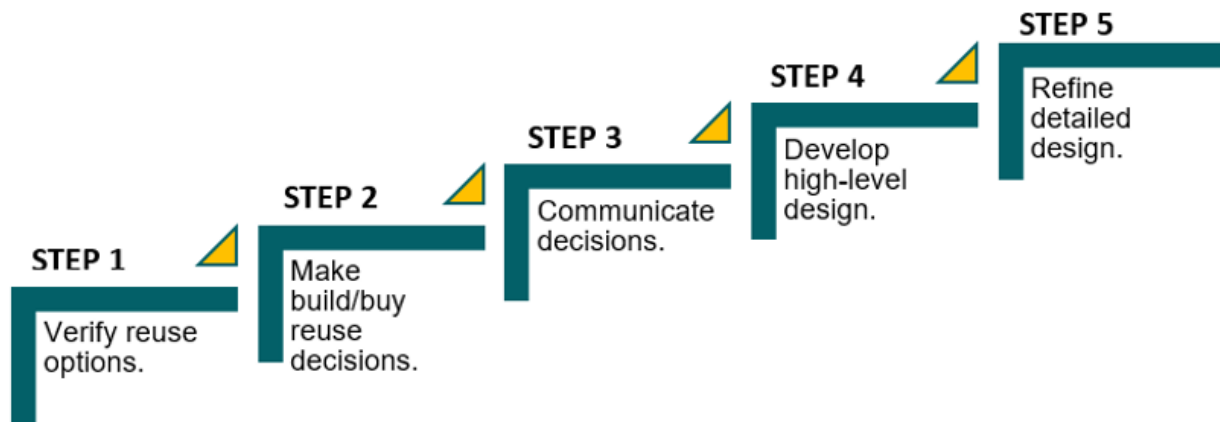 STEP 1
Verify reuse
options.
STEP 2
Make
build/buy
reuse
decisions.
STEP 3
Communicate
decisions.
STEP 4
Develop
high-level
design.
STEP 5
Refine
detailed
design.